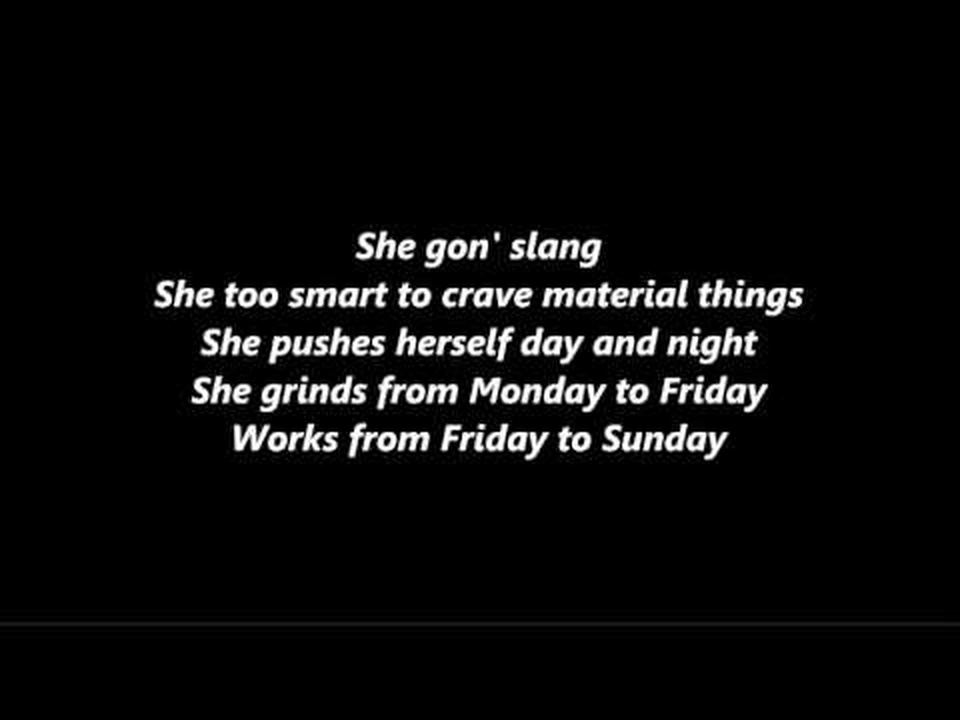 She gon' slang
She too smart to crave material things
She pushes herself day and night
She grinds from Monday to Friday
Works from Friday to Sunday